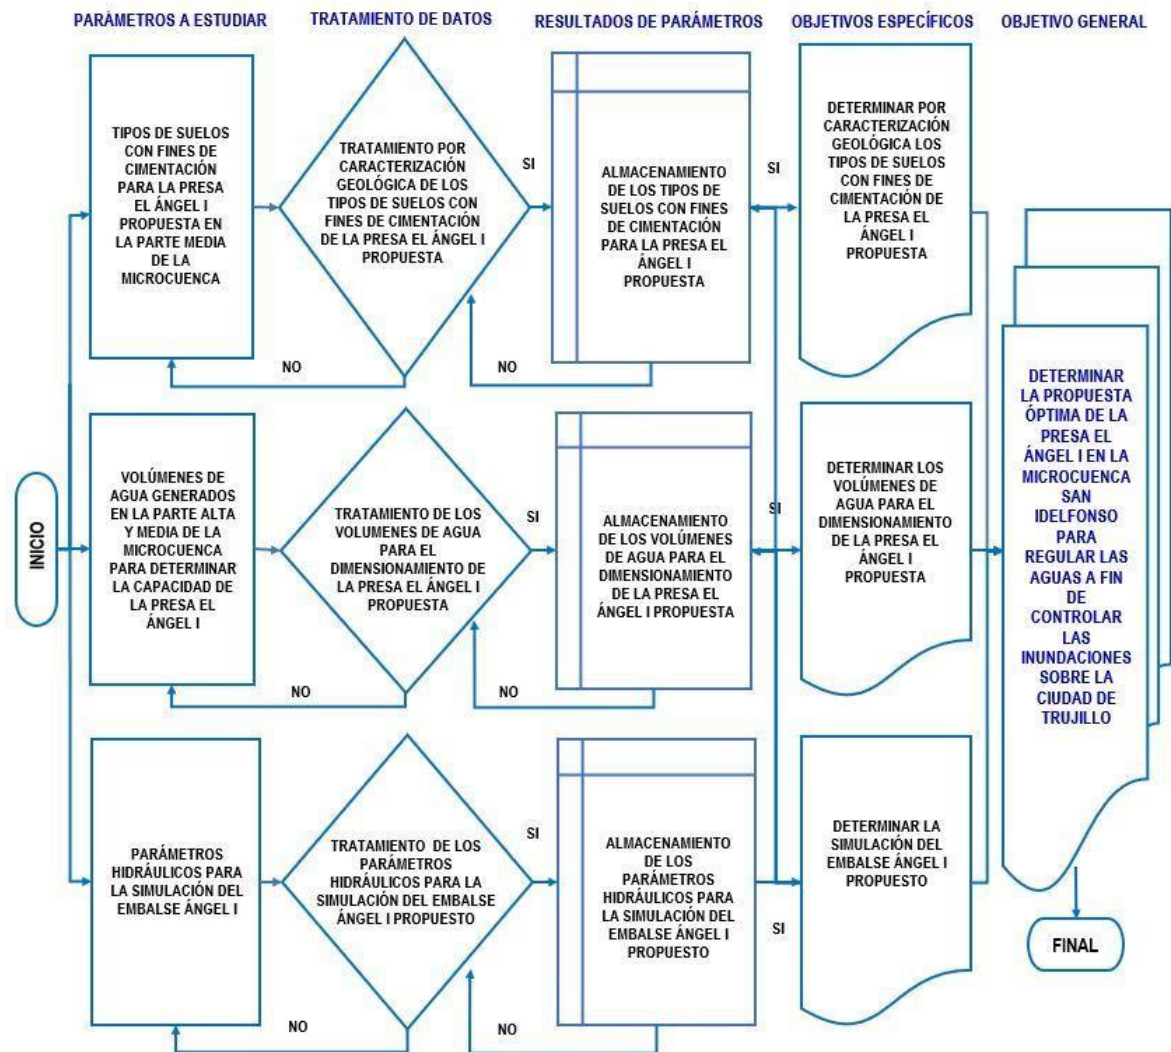 PARÁMETROS A ESTUDIAR
TRATAMIENTO DE DATOS
RESULTADOS DE PARÁMETROS
OBJETIVOS ESPECÍFICOS
OBJETIVO GENERAL
INICIO
TIPOS DE SUELOS
CON FINES DE
CIMENTACIÓN
PARA LA PRESA
EL ÁNGEL I
PROPUESTA EN
LA PARTE MEDIA
DE LA
MICROCUENCA
TRATAMIENTO POR
CARACTERIZACIÓN
GEOLÓGICA DE LOS
TIPOS DE SUELOS CON
FINES DE CIMENTACIÓN
DE LA PRESA EL ÁNGEL I
PROPUESTA
SI
NO
ALMACENAMIENTO
DE LOS TIPOS DE
SUELOS CON FINES
DE CIMENTACIÓN
PARA LA PRESA EL
ÁNGEL I
PROPUESTA
SI
NO
DETERMINAR POR
CARACTERIZACIÓN
GEOLÓGICA LOS
TIPOS DE SUELOS
CON FINES DE
CIMENTACIÓN DE
LA PRESA EL
ÁNGEL I
PROPUESTA
VOLÚMENES DE
AGUA GENERADOS
EN LA PARTE ALTA
Y MEDIA DE LA
MICROCUENCA
PARA DETERMINAR
LA CAPACIDAD DE
LA PRESA EL
ÁNGEL I
TRATAMIENTO DE LOS
VOLUMENES DE AGUA
PARA EL
DIMENSIONAMIENTO DE
LA PRESA EL ÁNGEL I
PROPUESTA
SI
NO
ALMACENAMIENTO
DE LOS VOLÚMENES
DE AGUA PARA EL
DIMENSIONAMIENTO
DE LA PRESA EL
ÁNGEL I PROPUESTA
SI
NO
DETERMINAR LOS
VOLÚMENES DE
AGUA PARA EL
DIMENSIONAMIENTO
DE LA PRESA EL
ÁNGEL I
PROPUESTA
PARÁMETROS
HIDRÁULICOS PARA
LA SIMULACIÓN DEL
EMBALSE ÁNGEL I
TRATAMIENTO DE LOS
PARÁMETROS
HIDRÁULICOS PARA LA
SIMULACIÓN DEL EMBALSE
ÁNGEL I PROPUESTO
SI
NO
ALMACENAMIENTO
DE LOS
PARÁMETROS
HIDRÁULICOS PARA
LA SIMULACIÓN DEL
EMBALSE ÁNGEL I
PROPUESTO
SI
NO
DETERMINAR LA
SIMULACIÓN DEL
EMBALSE ÁNGEL I
PROPUESTO
DETERMINAR
LA PROPUESTA
ÓPTIMA DE LA
PRESA EL
ÁNGEL I EN LA
MICROCUENCA
SAN
IDELFONSO
PARA
REGULAR LAS
AGUAS A FIN
DE
CONTROLAR
LAS
INUNDACIONES
SOBRE LA
CIUDAD DE
TRUJILLO
FINAL